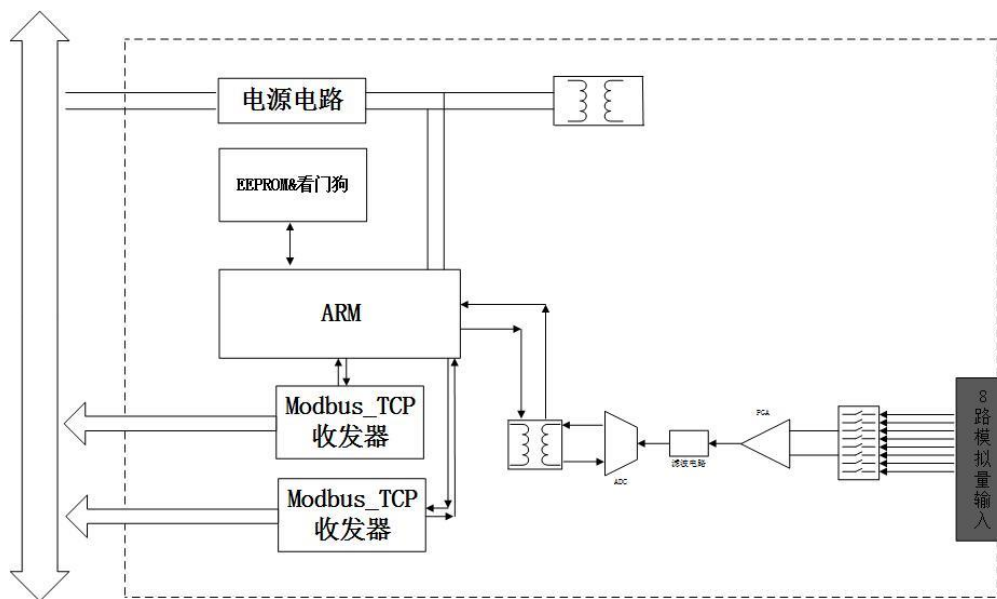 电源电路
EEPROM&看门狗
ARM
Modbus_TCP
收发器
Modbus_TCP
收发器
ADC
滤波电路
PGA
8路模拟量输入